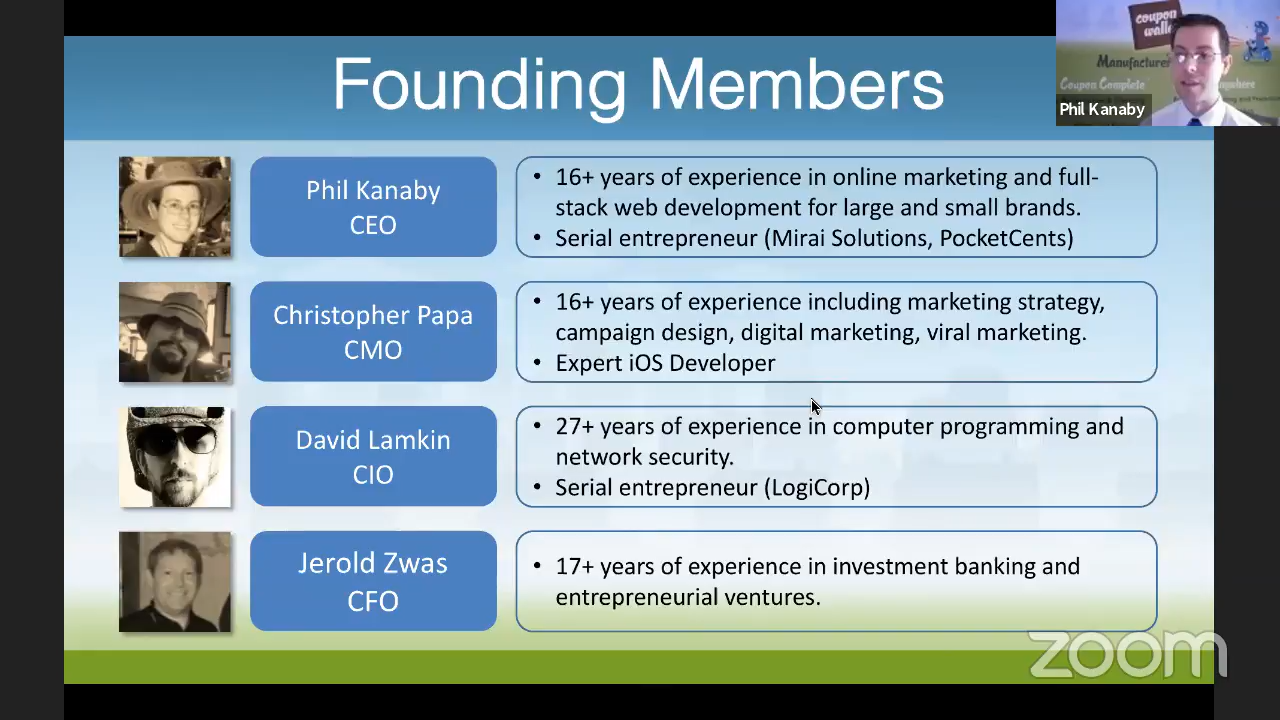 Founding Members
coupon
Manufacturer
Coupon Complete
Phil Kanaby
Phil Kanaby
CEO
• 16+ years of experience in online marketing and full-
stack web development for large and small brands.
• Serial entrepreneur (Mirai Solutions, PocketCents)
Christopher Papa
CMO
• 16+ years of experience including marketing strategy,
campaign design, digital marketing, viral marketing.
• Expert iOS Developer
David Lamkin
CIO
• 27+ years of experience in computer programming and
network security.
• Serial entrepreneur (LogiCorp)
Jerold Zwas
CFO
• 17+ years of experience in investment banking and
entrepreneurial ventures.
zoom